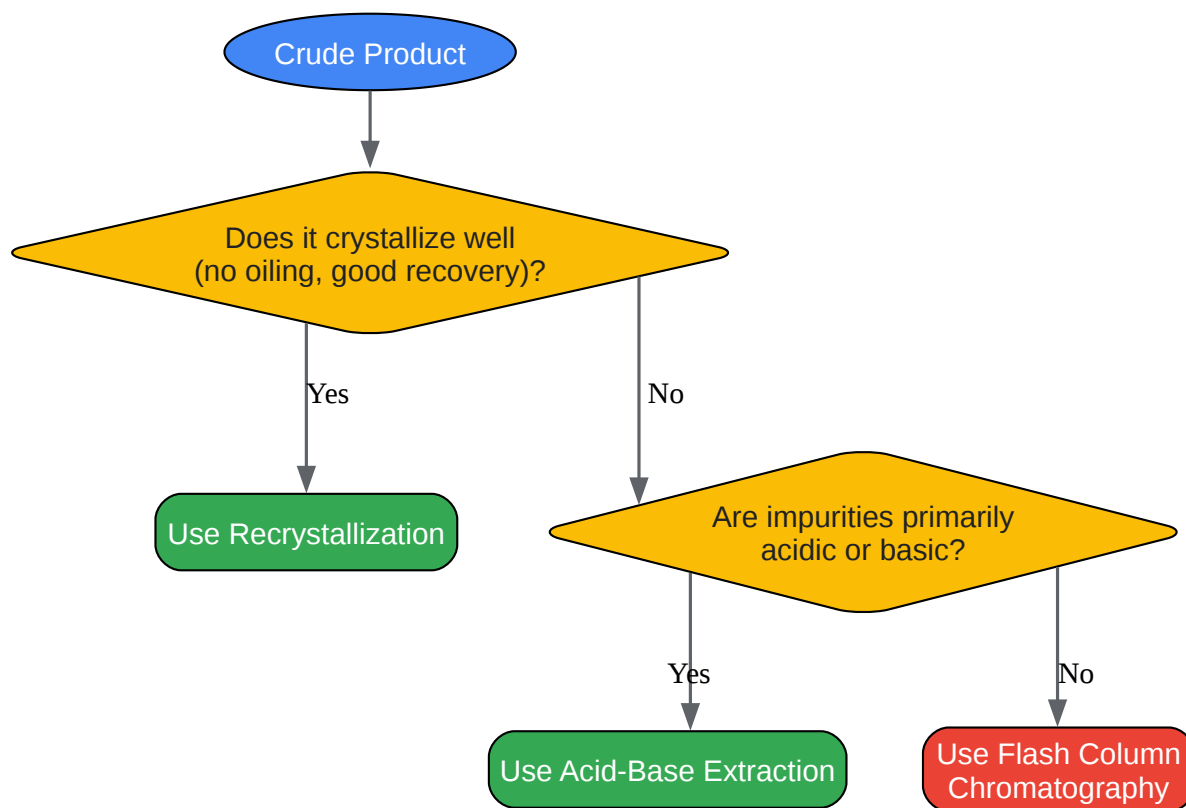 Crude Product
Does it crystallize well
(no oiling, good recovery)?
Yes
No
Use Recrystallization
Are impurities primarily
acidic or basic?
Yes
No
Use Acid-Base Extraction
Use Flash Column
Chromatography